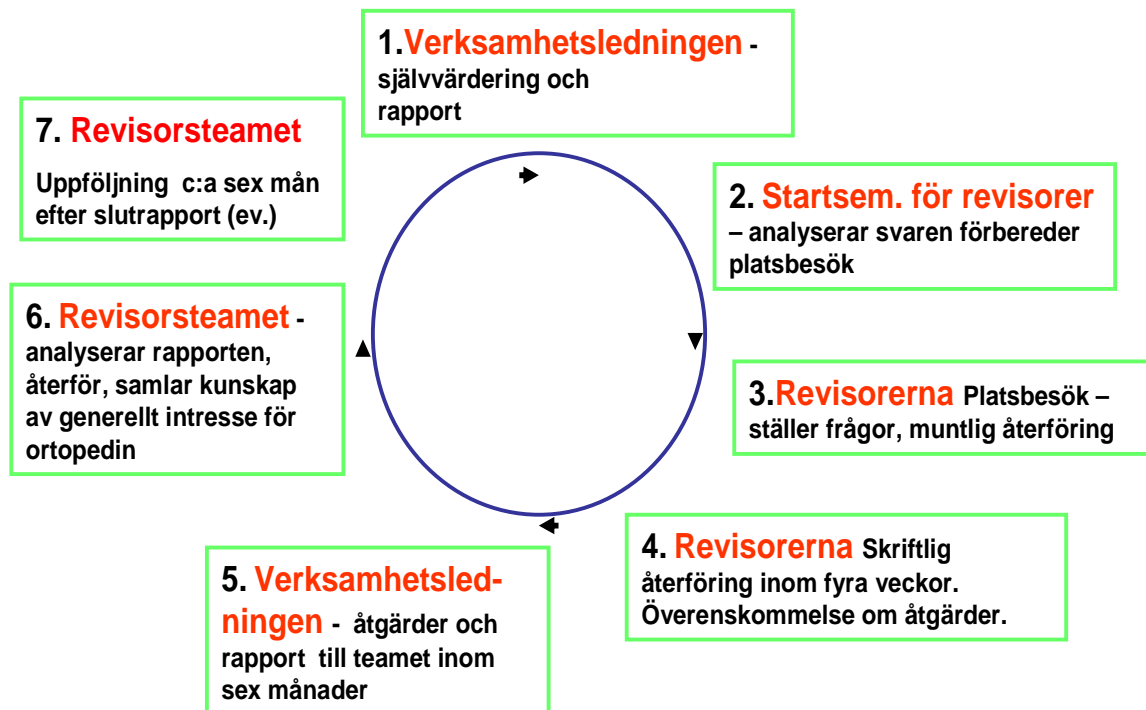 1.Verksamhetsledningen -
självvärdering och
rapport
2. Startsem. för revisorer
– analyserar svaren förbereder
platsbesök
3.Revisorerna Platsbesök –
ställer frågor, muntlig återföring
4. Revisorerna Skriftlig
återföring inom fyra veckor.
Överenskommelse om åtgärder.
5. Verksamhetsled-
ningen - åtgärder och
rapport till teamet inom
sex månader
6. Revisorsteamet -
analyserar rapporten,
återför, samlar kunskap
av generellt intresse för
ortopedin
7. Revisorsteamet
Uppföljning c:a sex mån
efter slutrapport (ev.)